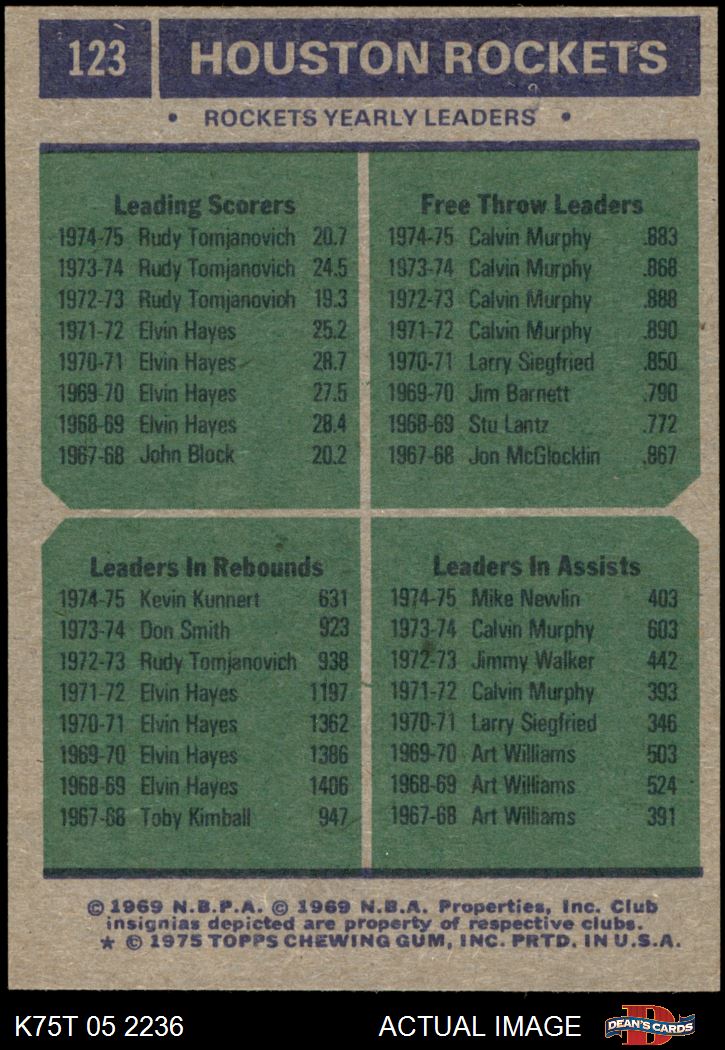 123 HOUSTON ROCKETS
• ROCKETS YEARLY LEADERS •
Leading Scorers
1974-75 Rudy Tomjanovich 20.7
1973-74 Rudy Tomjanovich 24.5
1972-73 Rudy Tomjanovich 19.3
1971-72 Elvin Hayes 25.2
1970-71 Elvin Hayes 28.7
1969-70 Elvin Hayes 27.5
1968-69 Elvin Hayes 28.4
1967-68 John Block 20.2
Free Throw Leaders
1974-75 Calvin Murphy .883
1973-74 Calvin Murphy .868
1972-73 Calvin Murphy .888
1971-72 Calvin Murphy .890
1970-71 Larry Siegfried .850
1969-70 Jim Barnett .790
1968-69 Stu Lantz .772
1967-68 Jon McGlocklin .867
Leaders In Rebounds
1974-75 Kevin Kunnert 631
1973-74 Don Smith 923
1972-73 Rudy Tomjanovich 938
1971-72 Elvin Hayes 1197
1970-71 Elvin Hayes 1362
1969-70 Elvin Hayes 1386
1968-69 Elvin Hayes 1406
1967-68 Toby Kimball 947
Leaders In Assists
1974-75 Mike Newlin 403
1973-74 Calvin Murphy 603
1972-73 Jimmy Walker 442
1971-72 Calvin Murphy 393
1970-71 Larry Siegfried 346
1969-70 Art Williams 503
1968-69 Art Williams 524
1967-68 Art Williams 391
© 1969 N.B.P.A. © 1969 N.B.A. Properties, Inc. Club
insignias depicted are property of respective clubs.
★ © 1975 TOPPS CHEWING GUM, INC. PRTD. IN U.S.A.
K75T 05 2236 ACTUAL IMAGE
D
DEAN'S CARDS